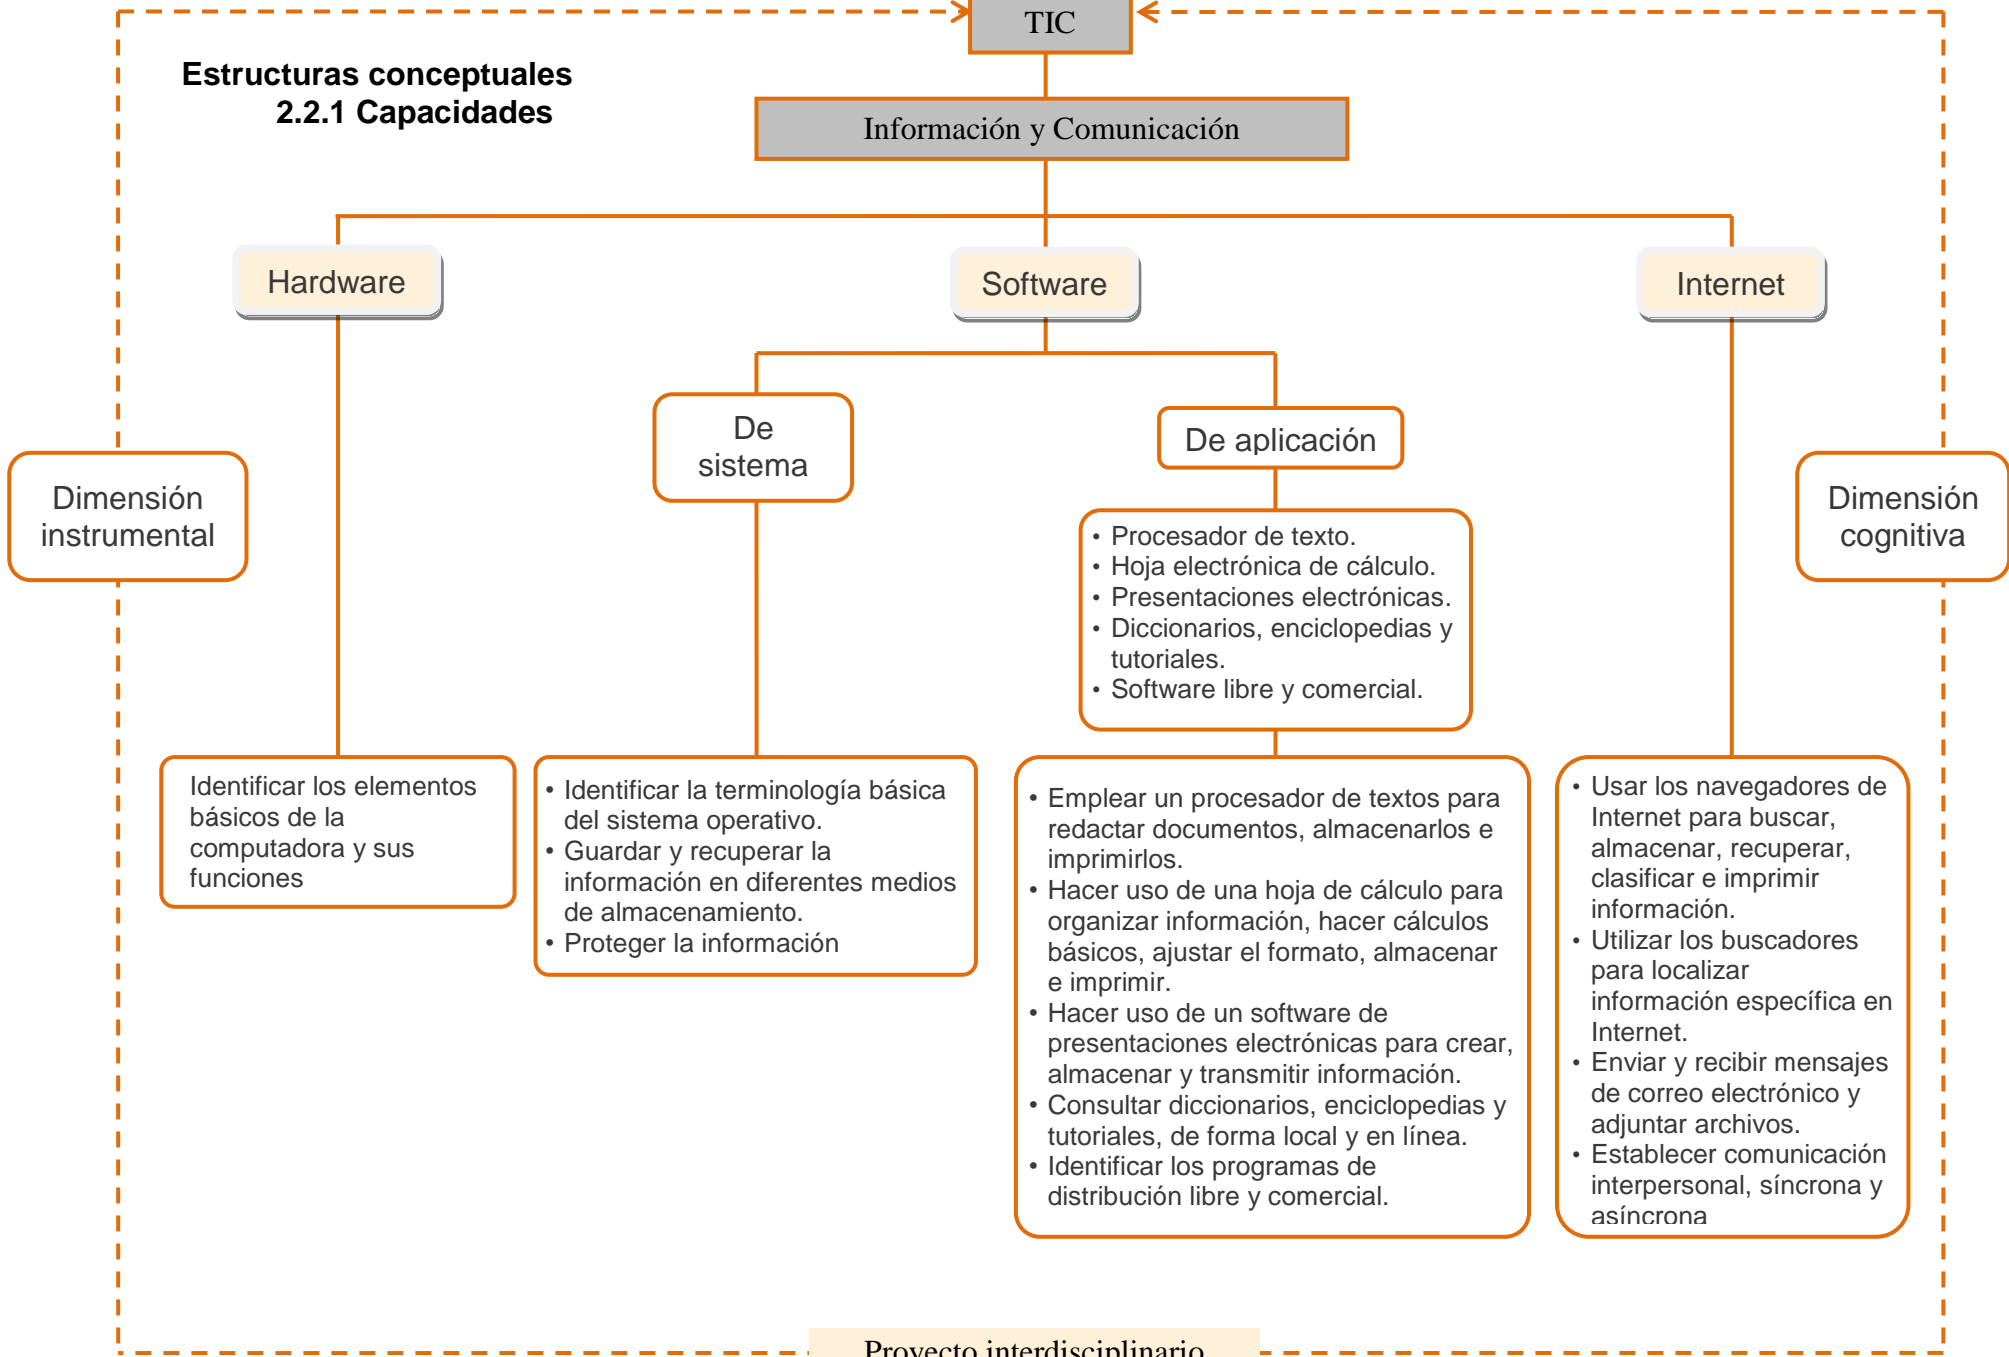 TIC
Estructuras conceptuales
2.2.1 Capacidades
Información y Comunicación
Hardware
Software
Internet
De
sistema
De aplicación
Dimensión
instrumental
Dimensión
cognitiva
• Procesador de texto.
• Hoja electrónica de cálculo.
• Presentaciones electrónicas.
• Diccionarios, enciclopedias y
tutoriales.
• Software libre y comercial.
Identificar los elementos
básicos de la
computadora y sus
funciones
• Identificar la terminología básica
del sistema operativo.
• Guardar y recuperar la
información en diferentes medios
de almacenamiento.
• Proteger la información
• Emplear un procesador de textos para
redactar documentos, almacenarlos e
imprimirlos.
• Hacer uso de una hoja de cálculo para
organizar información, hacer cálculos
básicos, ajustar el formato, almacenar
e imprimir.
• Hacer uso de un software de
presentaciones electrónicas para crear,
almacenar y transmitir información.
• Consultar diccionarios, enciclopedias y
tutoriales, de forma local y en línea.
• Identificar los programas de
distribución libre y comercial.
• Usar los navegadores de
Internet para buscar,
almacenar, recuperar,
clasificar e imprimir
información.
• Utilizar los buscadores
para localizar
información específica en
Internet.
• Enviar y recibir mensajes
de correo electrónico y
adjuntar archivos.
• Establecer comunicación
interpersonal, síncrona y
asíncrona
Proyecto interdisciplinario